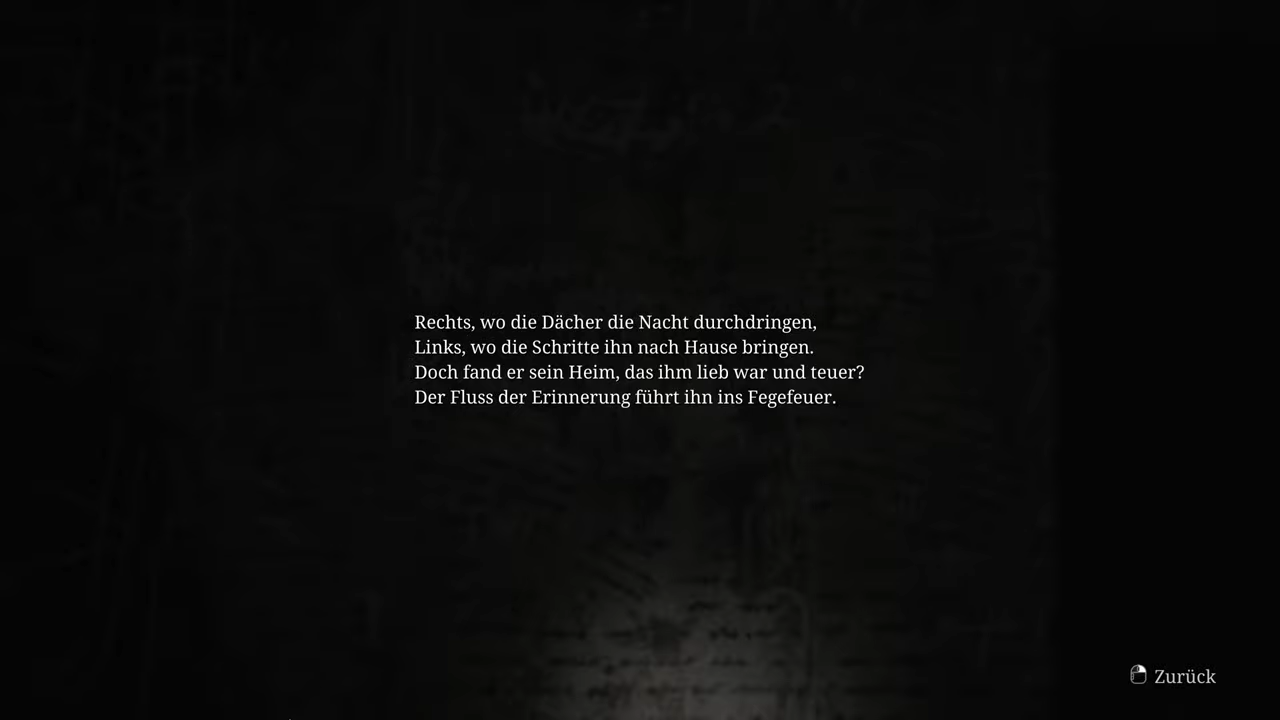 Rechts, wo die Dächer die Nacht durchdringen,
Links, wo die Schritte ihn nach Hause bringen.
Doch fand er sein Heim, das ihm lieb war und teuer?
Der Fluss der Erinnerung führt ihn ins Fegefeuer.
Zurück